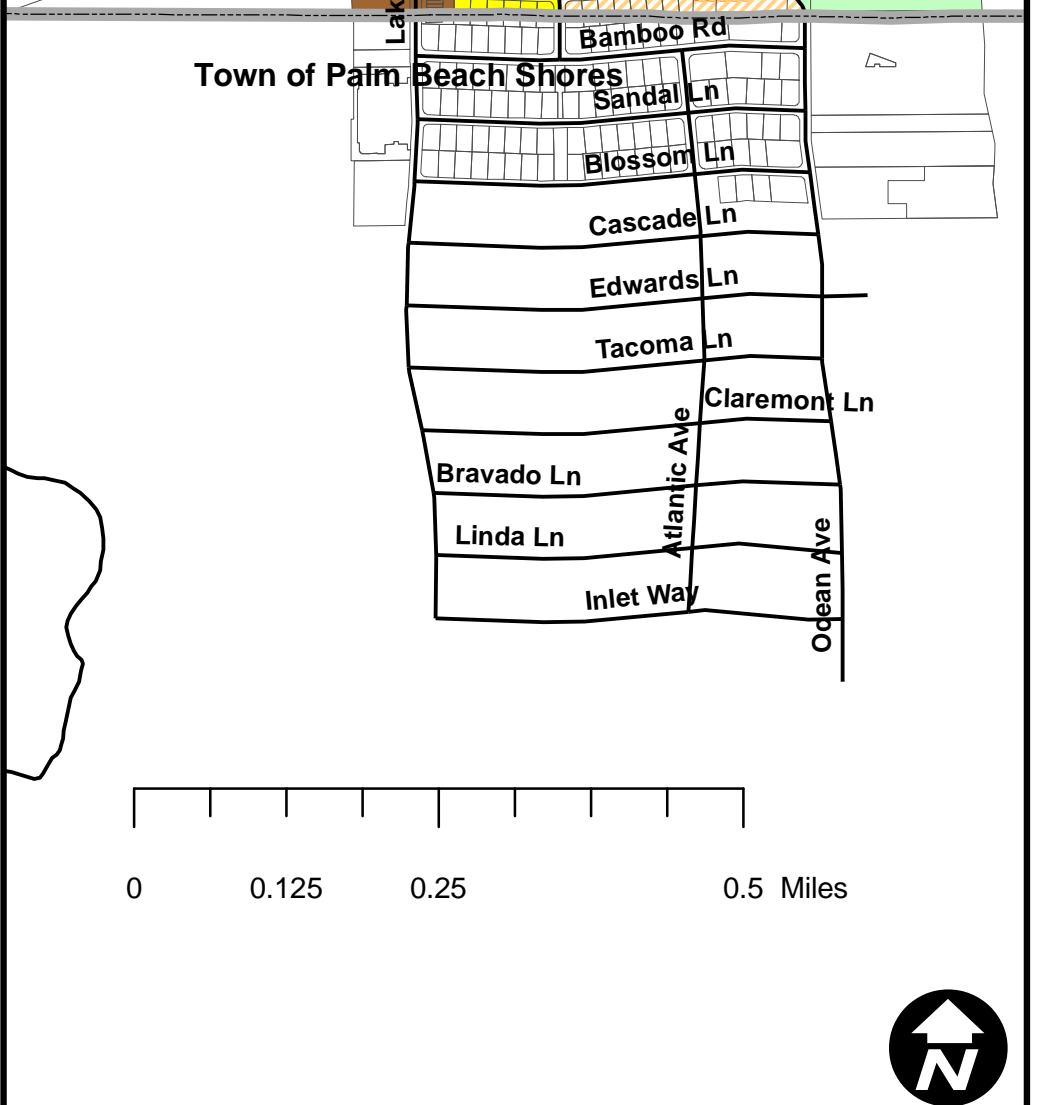 Lak
Bamboo Rd
Town of Palm Beach Shores
Sandal Ln
Blossom Ln
Cascade Ln
Edwards Ln
Tacoma Ln
Claremont Ln
Atlantic Ave
Bravado Ln
Linda Ln
Ocean Ave
Inlet Way
0 0.125 0.25 0.5 Miles
N